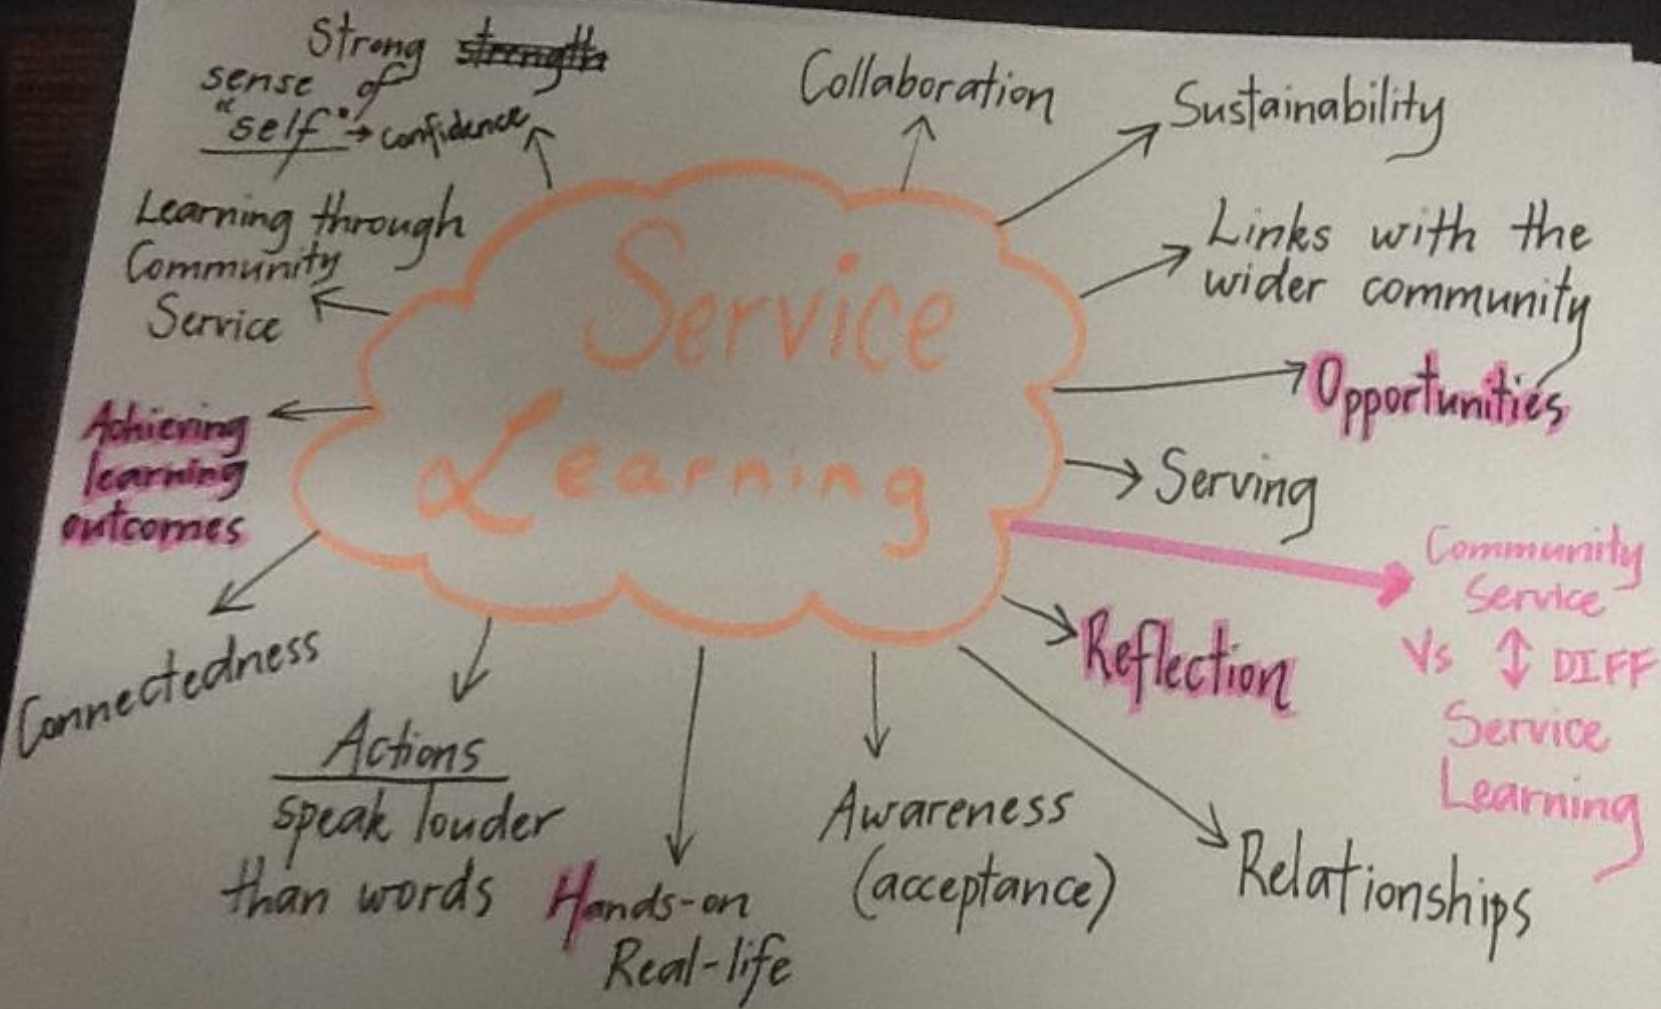 Strong strength
sense of
"self" → confidence
Collaboration
Sustainability
Learning through
Community
Service
Service
Learning
Links with the
wider community
Achieving
learning
outcomes
Opportunities
Serving
Community
Service
Vs ↕ DIFF
Service
Learning
Reflection
Connectedness
Actions
speak louder
than words
Hands-on
Real-life
Awareness
(acceptance)
Relationships